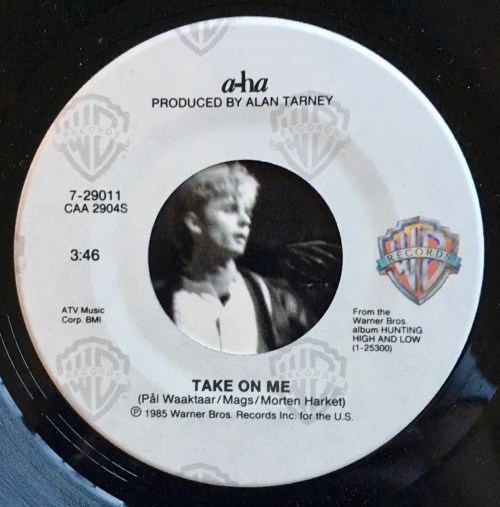 a-ha
PRODUCED BY ALAN TARNEY
7-29011
CAA 2904S
3:46
ATV Music
Corp. BMI
WB
RECORDS
From the
Warner Bros.
album HUNTING
HIGH AND LOW
(1-25300)
TAKE ON ME
(Pål Waaktaar/Mags/Morten Harket)
℗ 1985 Warner Bros. Records Inc. for the U.S.